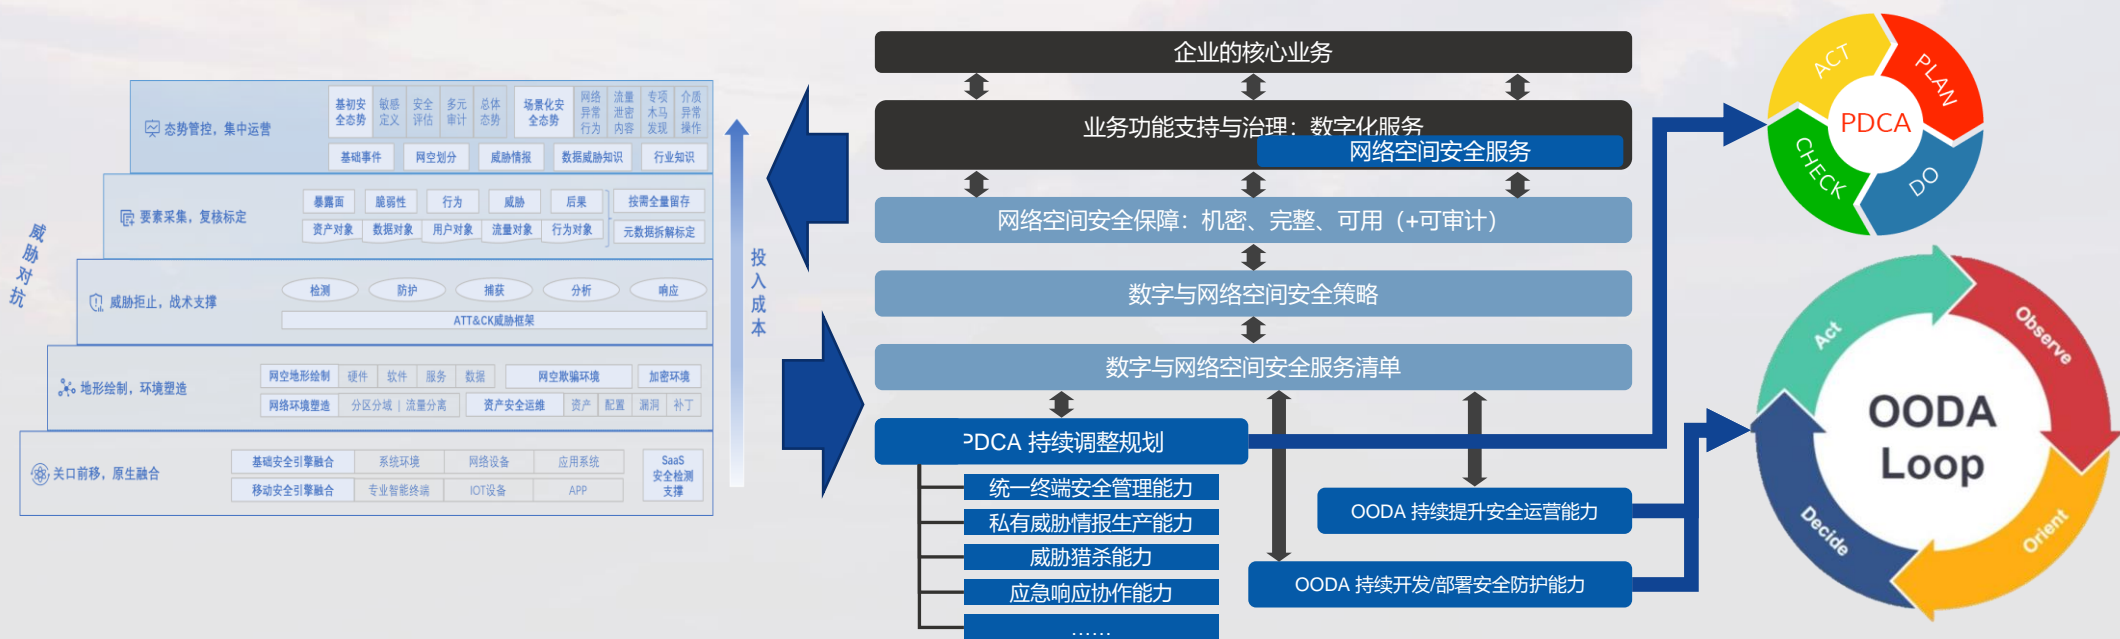 威胁对抗
态势管控，集中运营
基初安全态势
敏感定义
安全评估
多元审计
总体态势
场景化安全态势
网络异常行为
流量泄密内容
专项木马发现
介质异常操作
基础事件
网空划分
威胁情报
数据威胁知识
行业知识
要素采集，复核标定
暴露面
脆弱性
行为
威胁
后果
按需全量留存
资产对象
数据对象
用户对象
流量对象
行为对象
元数据拆解标定
威胁拒止，战术支撑
检测
防护
捕获
分析
响应
ATT&CK威胁框架
地形绘制，环境塑造
网空地形绘制
硬件
软件
服务
数据
网空欺骗环境
加密环境
网络环境塑造
分区分域 | 流量分离
资产安全运维
资产
配置
漏洞
补丁
关口前移，原生融合
基础安全引擎融合
系统环境
网络设备
应用系统
SaaS
安全检测
支撑
移动安全引擎融合
专业智能终端
IOT设备
APP
投入成本
企业的核心业务
业务功能支持与治理：数字化服务
网络空间安全服务
网络空间安全保障：机密、完整、可用（+可审计）
数字与网络空间安全策略
数字与网络空间安全服务清单
PDCA 持续调整规划
统一终端安全管理能力
私有威胁情报生产能力
威胁猎杀能力
应急响应协作能力
……
OODA 持续提升安全运营能力
OODA 持续开发/部署安全防护能力
ACT
PLAN
PDCA
CHECK
DO
Act
Observe
OODA
Loop
Decide
Orient